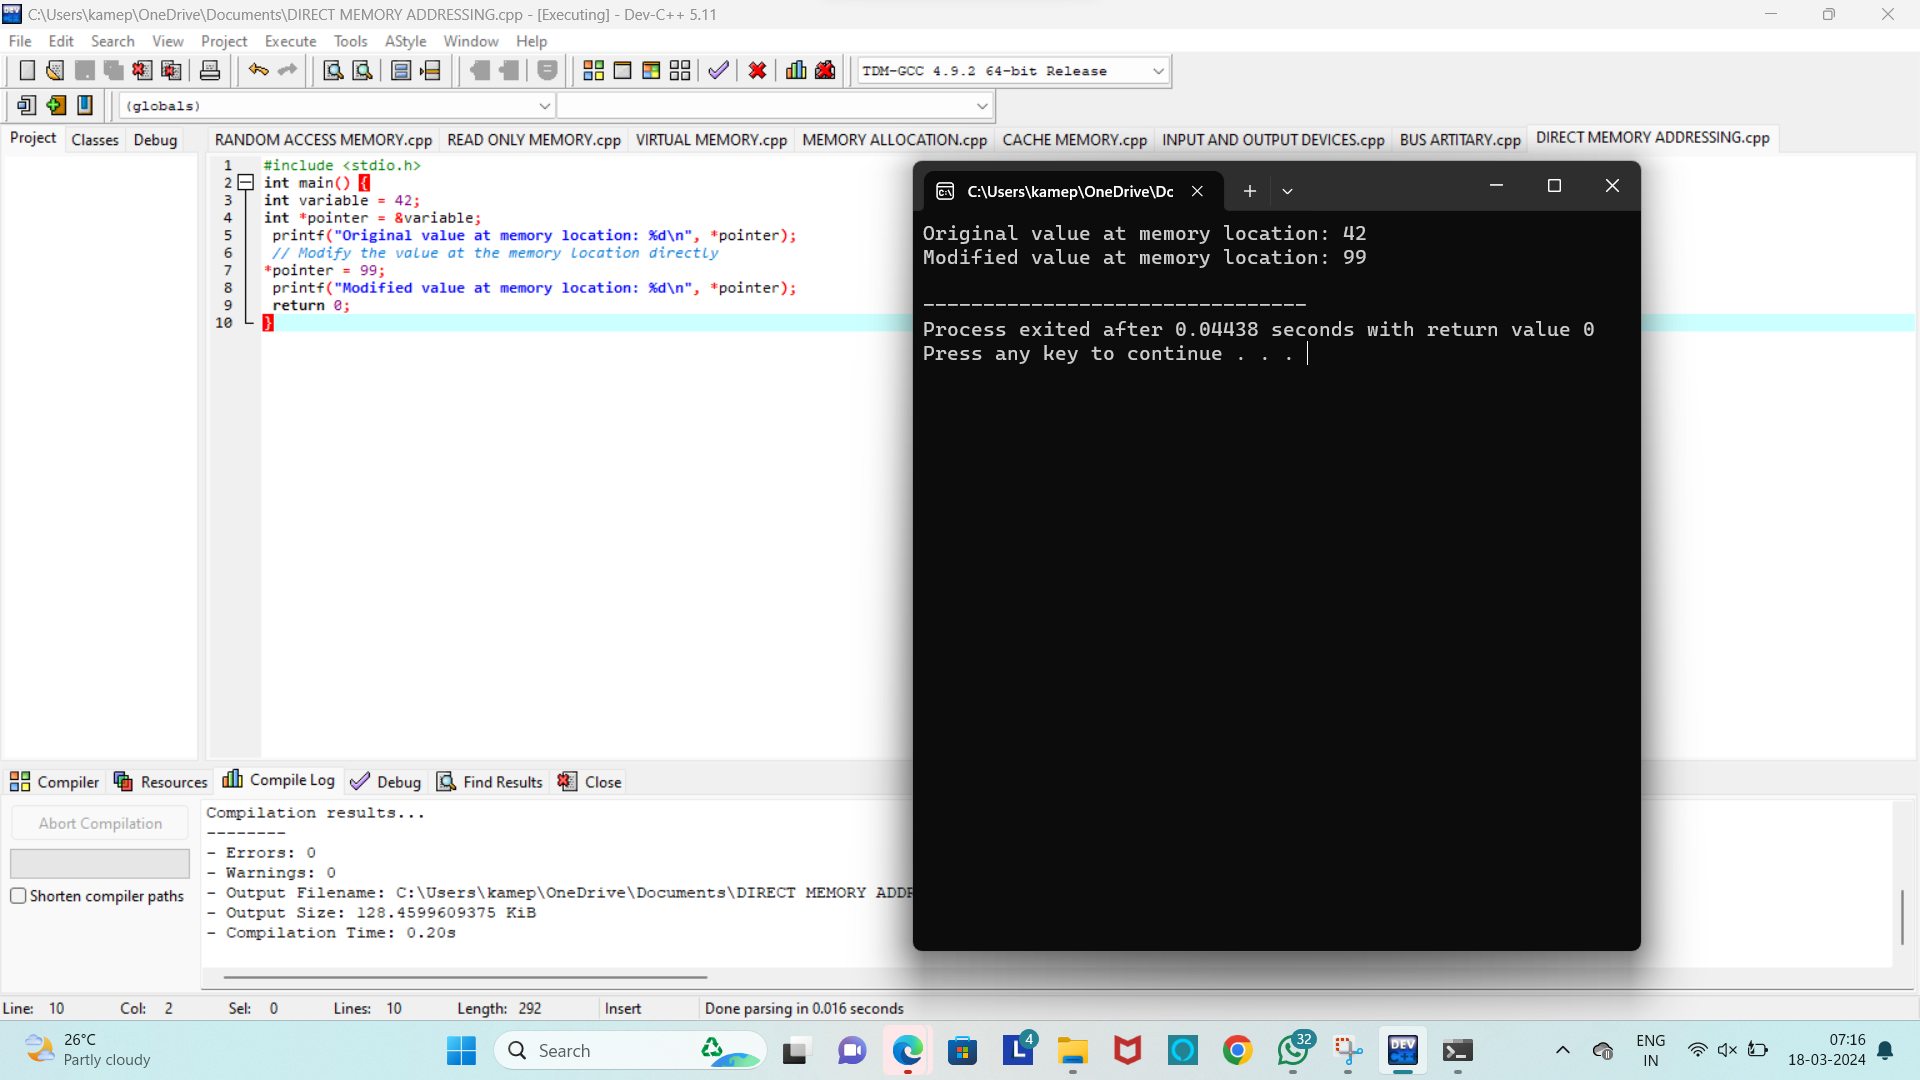 C:\Users\kamep\OneDrive\Documents\DIRECT MEMORY ADDRESSING.cpp - [Executing] - Dev-C++ 5.11
File Edit Search View Project Execute Tools AStyle Window Help
TDM-GCC 4.9.2 64-bit Release
(globals)
Project Classes Debug
RANDOM ACCESS MEMORY.cpp READ ONLY MEMORY.cpp VIRTUAL MEMORY.cpp MEMORY ALLOCATION.cpp CACHE MEMORY.cpp INPUT AND OUTPUT DEVICES.cpp BUS ARTITARY.cpp DIRECT MEMORY ADDRESSING.cpp
1 #include <stdio.h>
2 int main() {
3 int variable = 42;
4 int *pointer = &variable;
5 printf("Original value at memory location: %d\n", *pointer);
6 // Modify the value at the memory location directly
7 *pointer = 99;
8 printf("Modified value at memory location: %d\n", *pointer);
9 return 0;
10 }
C:\Users\kamep\OneDrive\Dc
Original value at memory location: 42
Modified value at memory location: 99
--------------------------------
Process exited after 0.04438 seconds with return value 0
Press any key to continue . . .
Compiler Resources Compile Log Debug Find Results Close
Abort Compilation
Shorten compiler paths
Compilation results...
--------
- Errors: 0
- Warnings: 0
- Output Filename: C:\Users\kamep\OneDrive\Documents\DIRECT MEMORY ADDR
- Output Size: 128.4599609375 KiB
- Compilation Time: 0.20s
Line: 10 Col: 2 Sel: 0 Lines: 10 Length: 292 Insert Done parsing in 0.016 seconds
26°C
Partly cloudy
Search
L 4
32
DEV C++
ENG
IN
07:16
18-03-2024